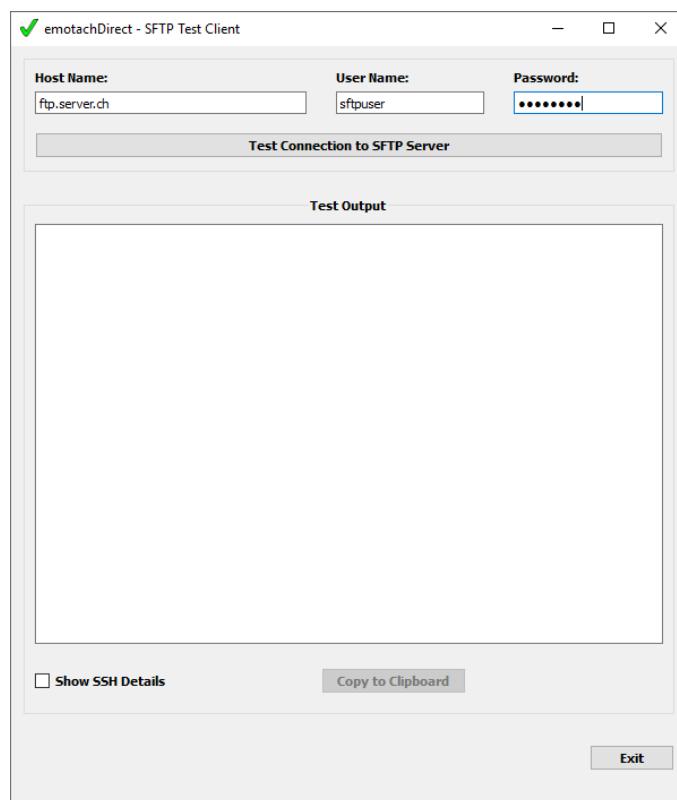 emotachDirect - SFTP Test Client
Host Name: User Name: Password:
ftp.server.ch sftpuser ●●●●●●●●
Test Connection to SFTP Server
Test Output
Show SSH Details Copy to Clipboard
Exit